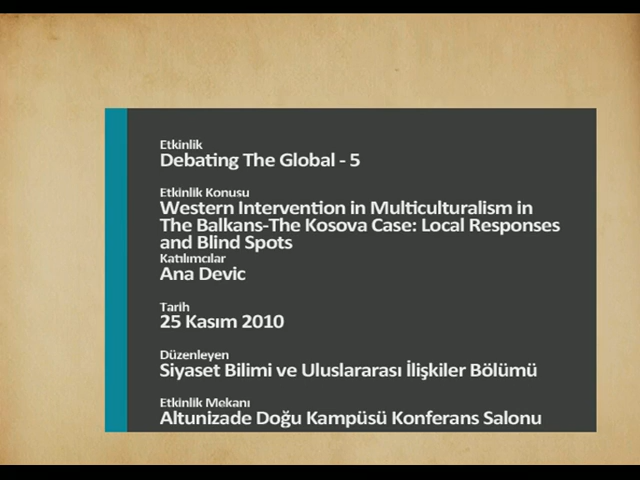 Etkinlik
Debating The Global - 5
Etkinlik Konusu
Western Intervention in Multiculturalism in
The Balkans-The Kosova Case: Local Responses
and Blind Spots
Katılımcılar
Ana Devic
Tarih
25 Kasım 2010
Düzenleyen
Siyaset Bilimi ve Uluslararası İlişkiler Bölümü
Etkinlik Mekanı
Altunizade Doğu Kampüsü Konferans Salonu